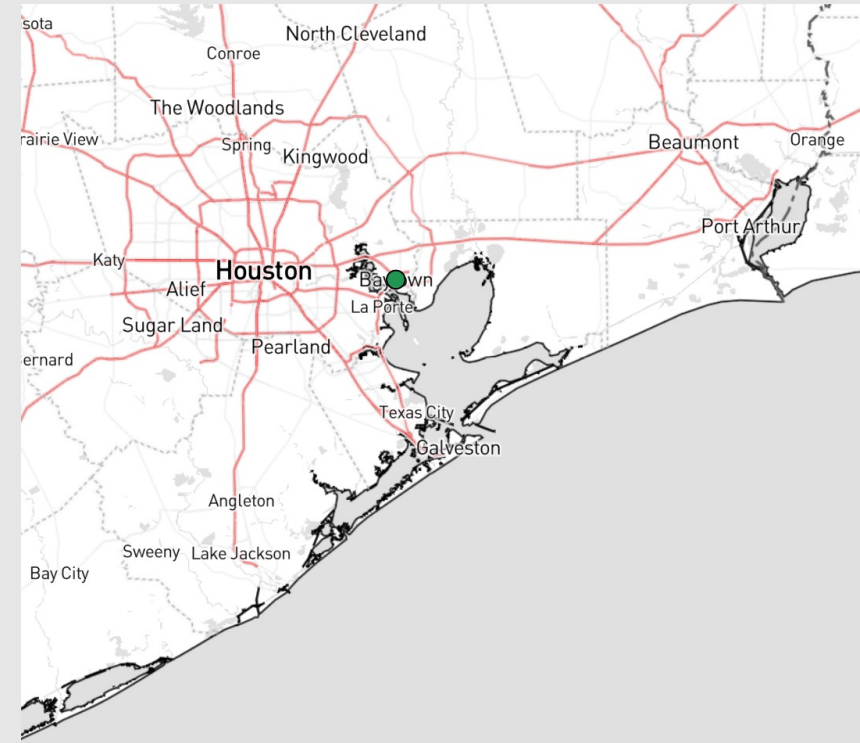 sota
North Cleveland
Conroe
The Woodlands
rairie View
Spring
Kingwood
Beaumont
Orange
Port Arthur
Katy
Houston
Alief
La Porte
Sugar Land
Pearland
ernard
Texas City
Galveston
Angleton
Sweeny
Lake Jackson
Bay City